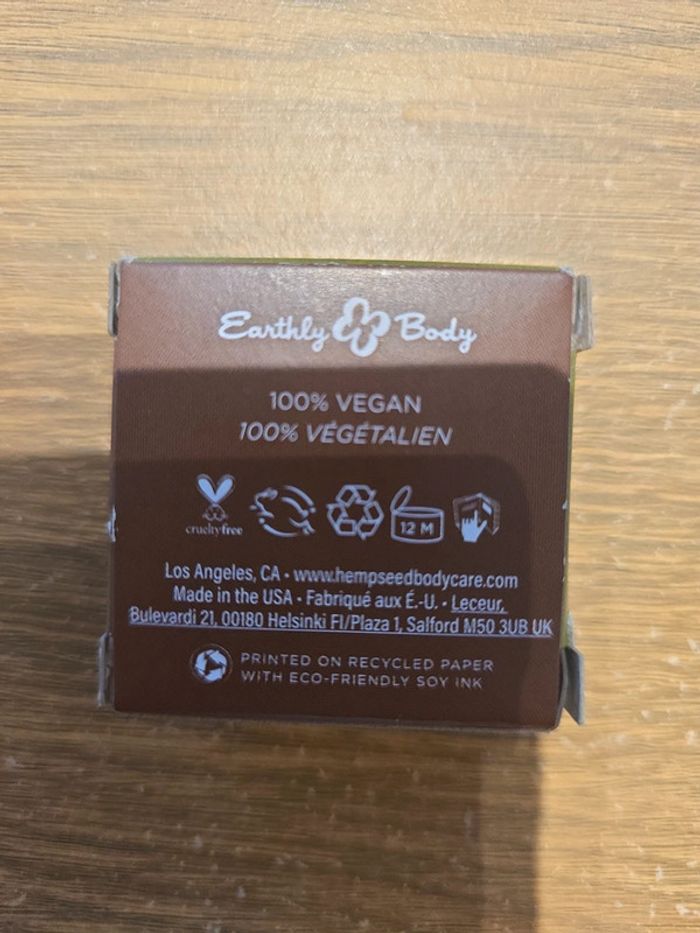 Earthly Body
100% VEGAN
100% VÉGÉTALIEN
crueltyfree
12 M
Los Angeles, CA • www.hempseedbodycare.com
Made in the USA • Fabriqué aux É.-U. • Leceur,
Bulevardi 21, 00180 Helsinki FI/Plaza 1, Salford M50 3UB UK
PRINTED ON RECYCLED PAPER
WITH ECO-FRIENDLY SOY INK